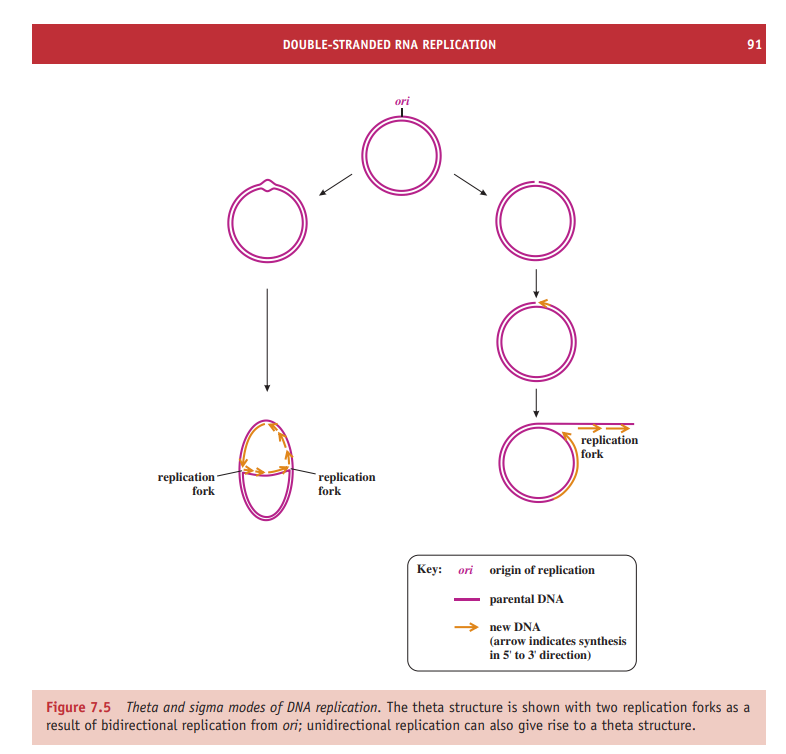 DOUBLE-STRANDED RNA REPLICATION 91
ori
replication
fork
replication
fork
replication
fork
Key: ori origin of replication
parental DNA
new DNA
(arrow indicates synthesis
in 5' to 3' direction)
Figure 7.5 Theta and sigma modes of DNA replication. The theta structure is shown with two replication forks as a
result of bidirectional replication from ori; unidirectional replication can also give rise to a theta structure.